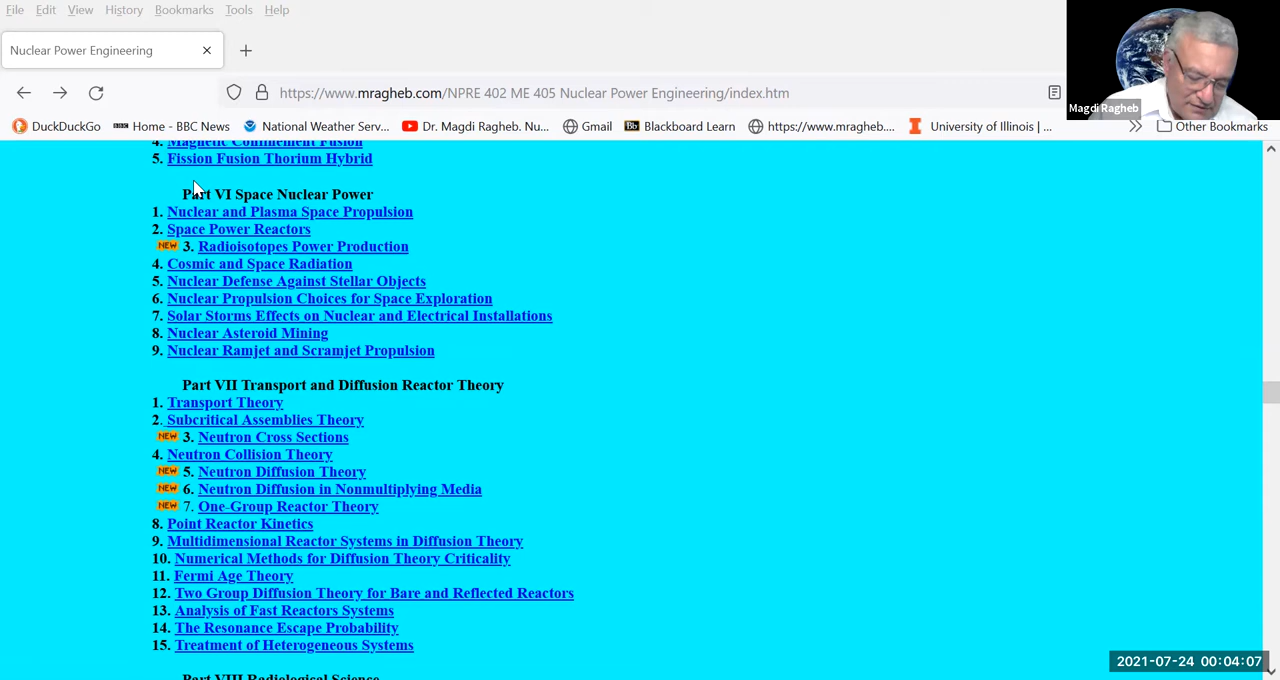 File Edit View History Bookmarks Tools Help
Nuclear Power Engineering
https://www.mragheb.com/NPRE 402 ME 405 Nuclear Power Engineering/index.htm
Magdi Ragheb
DuckDuckGo BBC Home - BBC News National Weather Serv... Dr. Magdi Ragheb. Nu... Gmail Bb Blackboard Learn https://www.mragheb.... I University of Illinois |... Other Bookmarks
4. Magnetic Confinement Fusion
5. Fission Fusion Thorium Hybrid
Part VI Space Nuclear Power
1. Nuclear and Plasma Space Propulsion
2. Space Power Reactors
NEW 3. Radioisotopes Power Production
4. Cosmic and Space Radiation
5. Nuclear Defense Against Stellar Objects
6. Nuclear Propulsion Choices for Space Exploration
7. Solar Storms Effects on Nuclear and Electrical Installations
8. Nuclear Asteroid Mining
9. Nuclear Ramjet and Scramjet Propulsion
Part VII Transport and Diffusion Reactor Theory
1. Transport Theory
2. Subcritical Assemblies Theory
NEW 3. Neutron Cross Sections
4. Neutron Collision Theory
NEW 5. Neutron Diffusion Theory
NEW 6. Neutron Diffusion in Nonmultiplying Media
NEW 7. One-Group Reactor Theory
8. Point Reactor Kinetics
9. Multidimensional Reactor Systems in Diffusion Theory
10. Numerical Methods for Diffusion Theory Criticality
11. Fermi Age Theory
12. Two Group Diffusion Theory for Bare and Reflected Reactors
13. Analysis of Fast Reactors Systems
14. The Resonance Escape Probability
15. Treatment of Heterogeneous Systems
Part VIII Radiological Science
2021-07-24 00:04:07